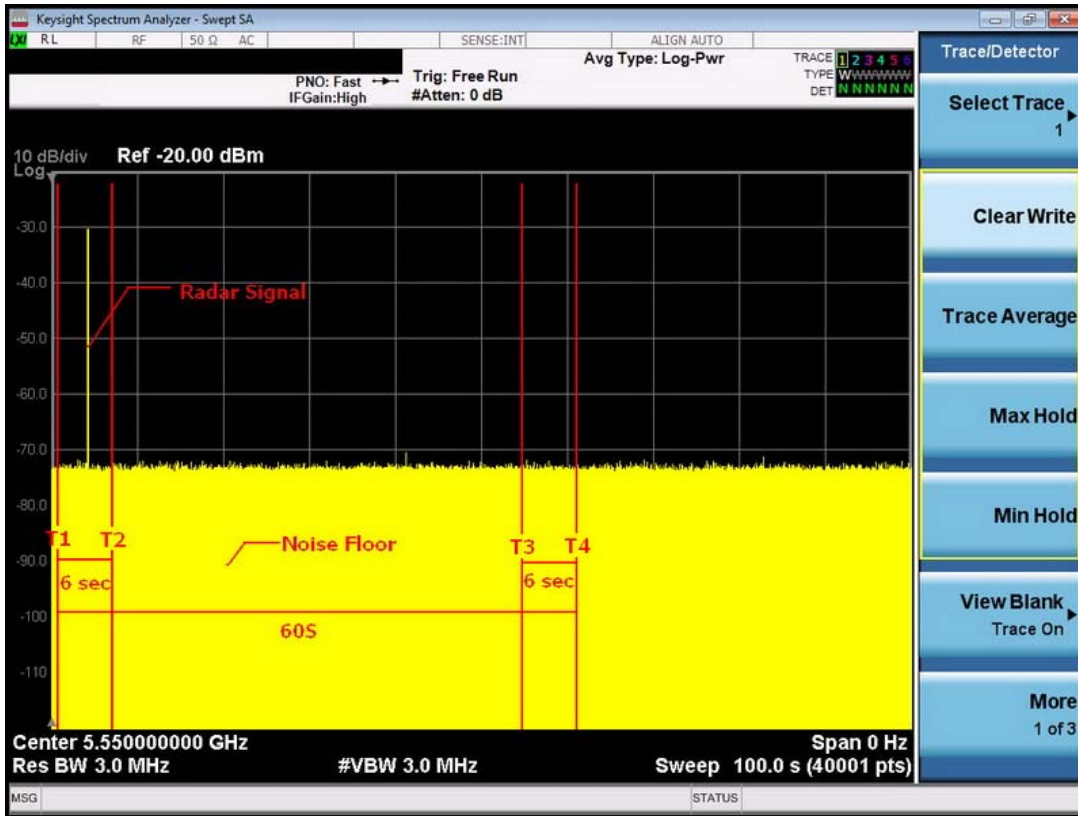 Keysight Spectrum Analyzer - Swept SA
LXI RL RF 50 Ω AC SENSE:INT ALIGN AUTO
PNO: Fast
IFGain:High
Trig: Free Run
#Atten: 0 dB
Avg Type: Log-Pwr
TRACE 1 2 3 4 5 6
TYPE WWWWWW
DET N N N N N N
10 dB/div Ref -20.00 dBm
Log
-30.0
-40.0
-50.0
-60.0
-70.0
-80.0
-90.0
-100
-110
Radar Signal
T1 T2 T3 T4
Noise Floor
6 sec 6 sec
60S
Center 5.550000000 GHz Span 0 Hz
Res BW 3.0 MHz #VBW 3.0 MHz Sweep 100.0 s (40001 pts)
MSG STATUS
Trace/Detector
Select Trace
1
Clear Write
Trace Average
Max Hold
Min Hold
View Blank
Trace On
More
1 of 3